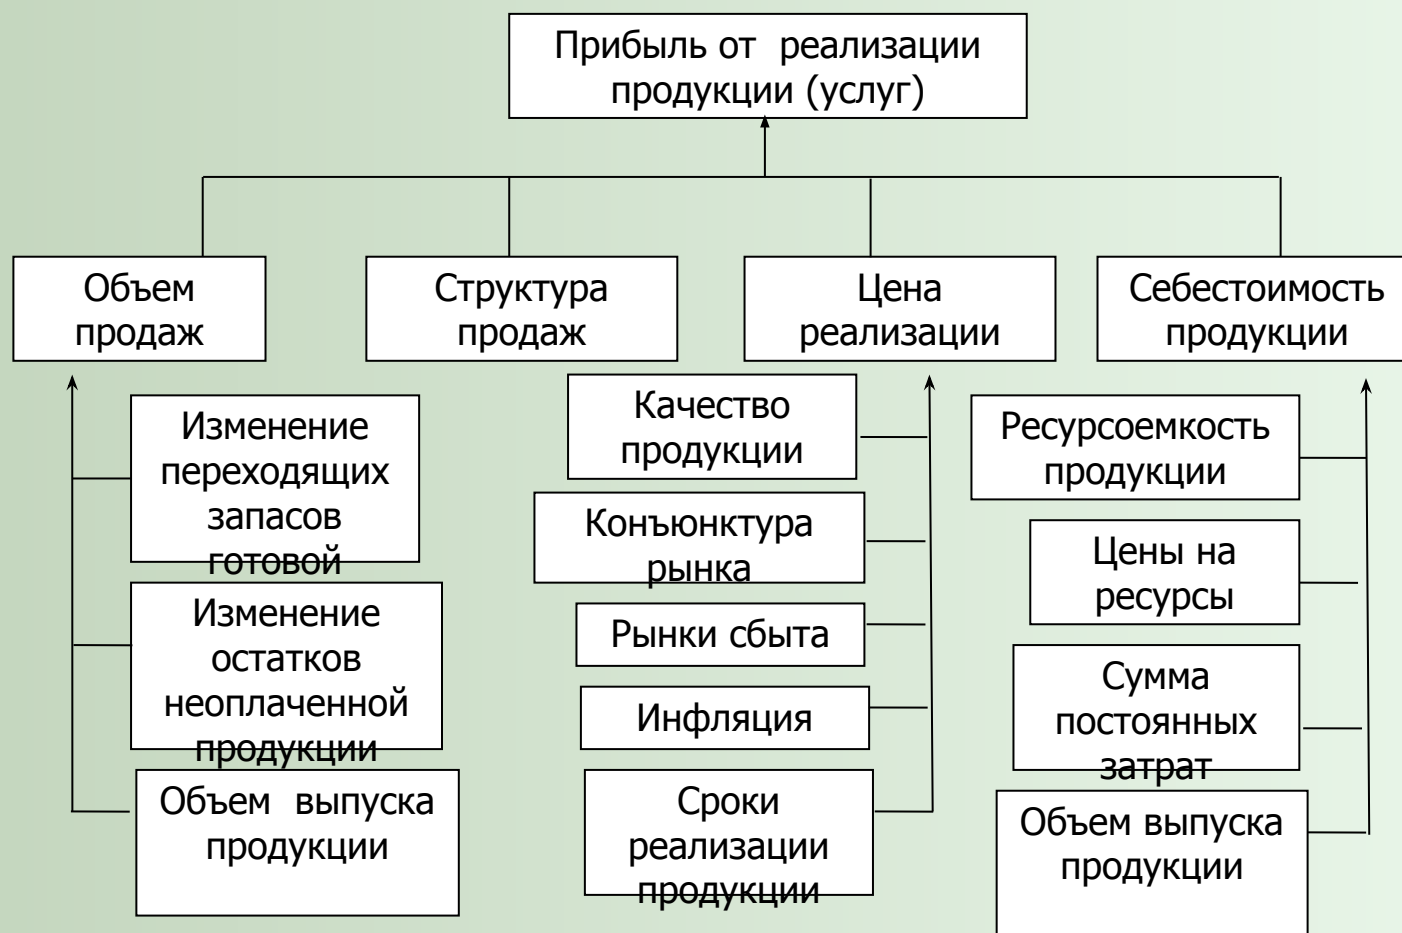 Прибыль от  реализации
продукции (услуг)
Объем
продаж
Структура
продаж
Цена
реализации
Себестоимость
продукции
Изменение
переходящих
запасов
готовой
Изменение
остатков
неоплаченной
продукции
Объем  выпуска
продукции
Качество
продукции
Конъюнктура
рынка
Рынки сбыта
Инфляция
Сроки
реализации
продукции
Ресурсоемкость
продукции
Цены на
ресурсы
Сумма
постоянных
затрат
Объем выпуска
продукции